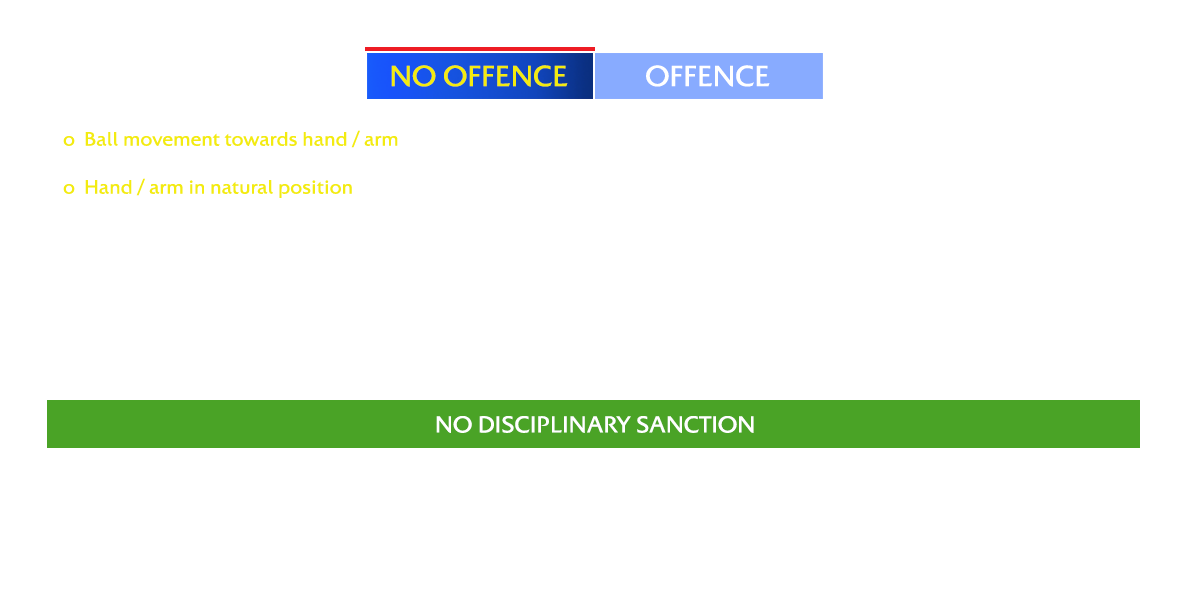 NO OFFENCE OFFENCE
o Ball movement towards hand / arm
o Hand / arm in natural position
NO DISCIPLINARY SANCTION